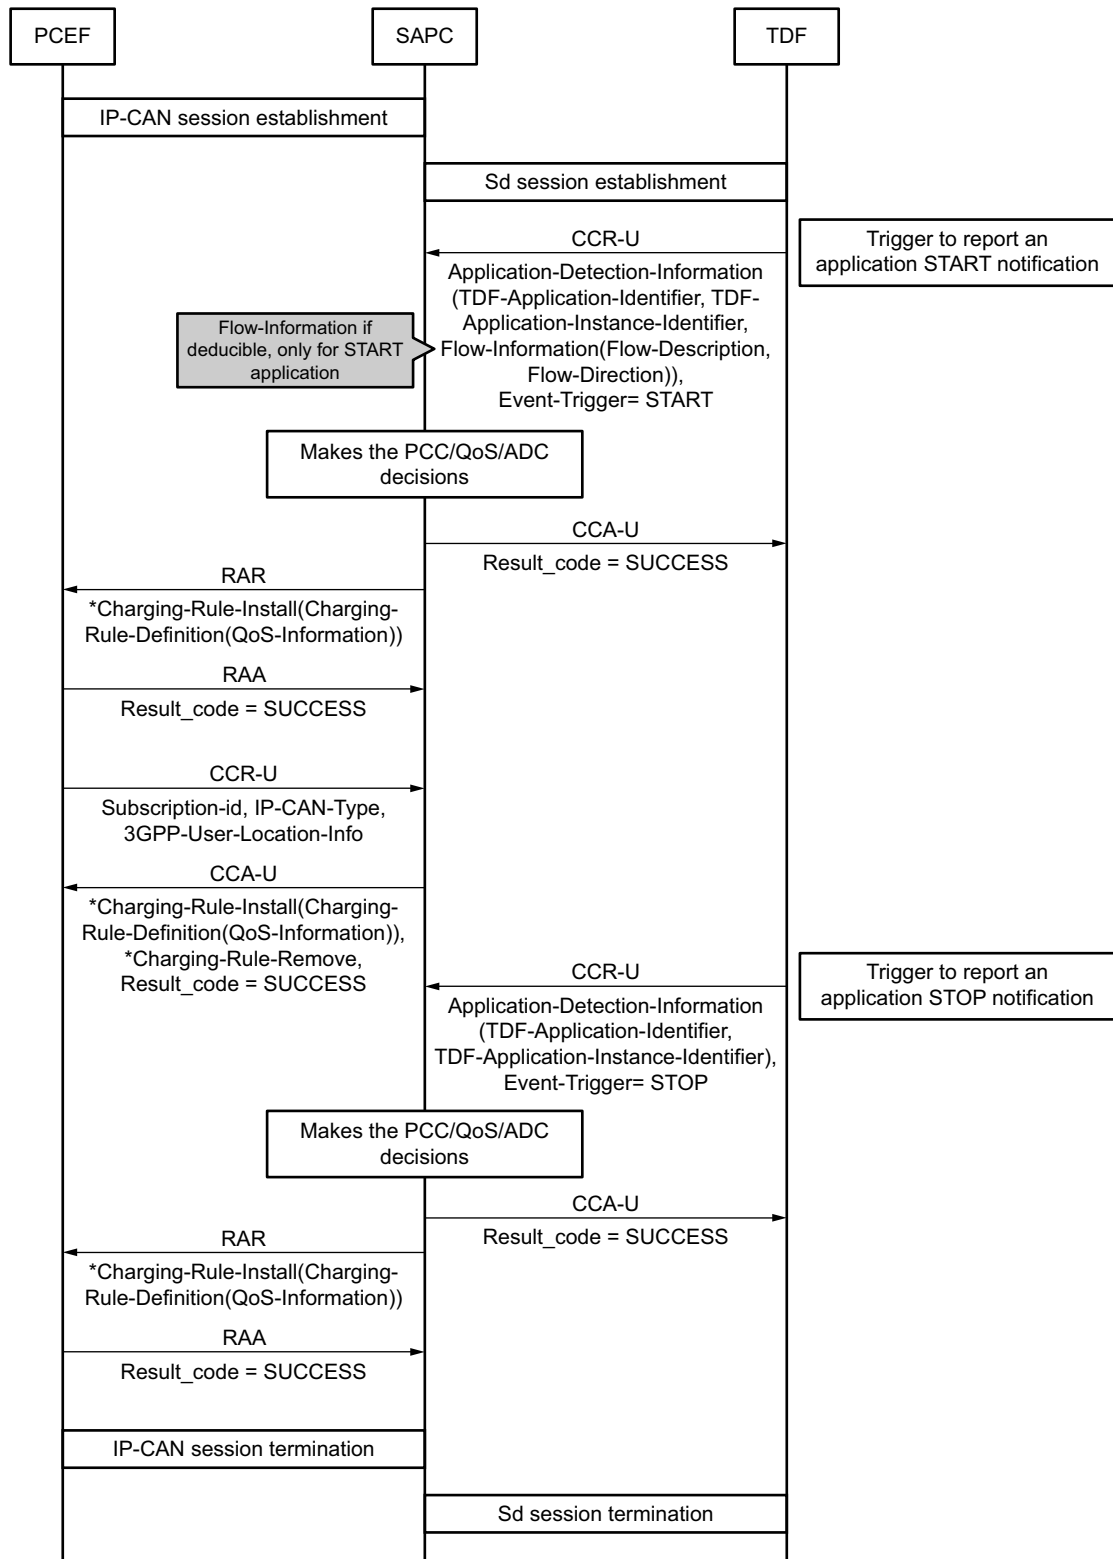 PCEF
SAPC
TDF
IP-CAN session establishment
Sd session establishment
Trigger to report an
application START notification
CCR-U
Application-Detection-Information
(TDF-Application-Identifier, TDF-
Application-Instance-Identifier,
Flow-Information(Flow-Description,
Flow-Direction)),
Event-Trigger= START
Flow-Information if
deducible, only for START
application
Makes the PCC/QoS/ADC
decisions
CCA-U
Result_code = SUCCESS
RAR
*Charging-Rule-Install(Charging-
Rule-Definition(QoS-Information))
RAA
Result_code = SUCCESS
CCR-U
Subscription-id, IP-CAN-Type,
3GPP-User-Location-Info
CCA-U
*Charging-Rule-Install(Charging-
Rule-Definition(QoS-Information)),
*Charging-Rule-Remove,
Result_code = SUCCESS
Trigger to report an
application STOP notification
CCR-U
Application-Detection-Information
(TDF-Application-Identifier,
TDF-Application-Instance-Identifier),
Event-Trigger= STOP
Makes the PCC/QoS/ADC
decisions
CCA-U
Result_code = SUCCESS
RAR
*Charging-Rule-Install(Charging-
Rule-Definition(QoS-Information))
RAA
Result_code = SUCCESS
IP-CAN session termination
Sd session termination